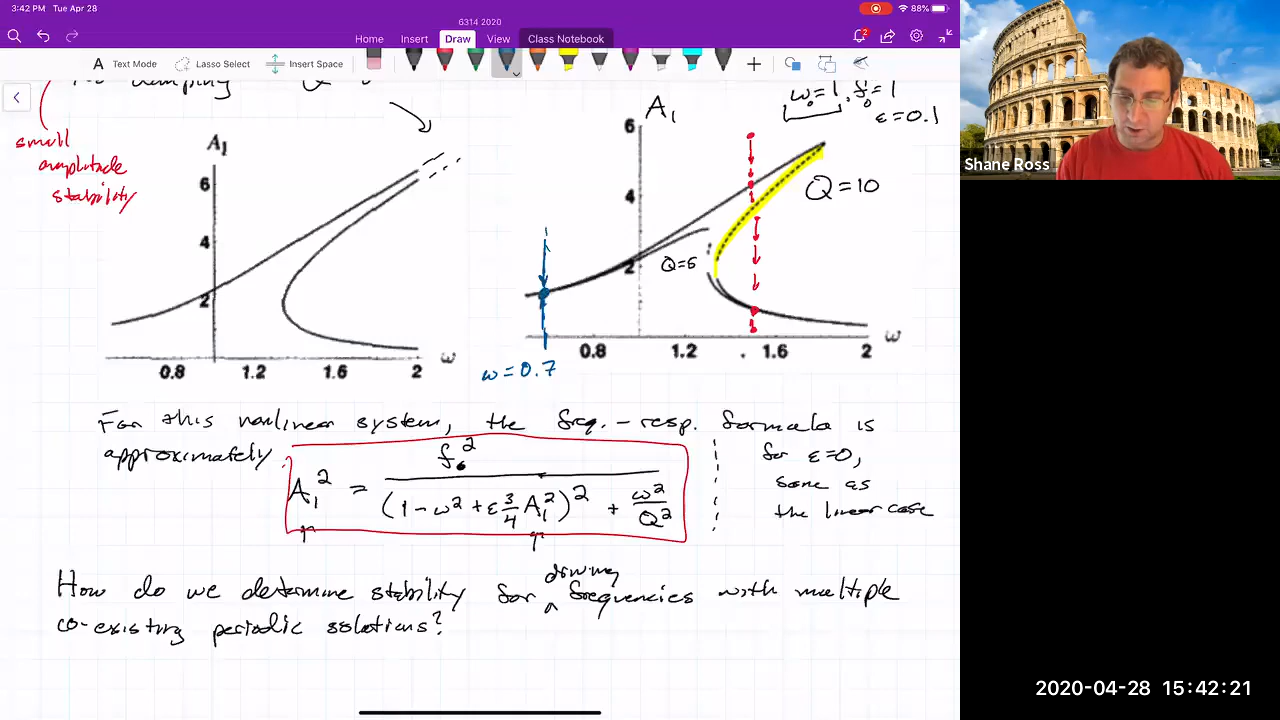 3:42 PM Tue Apr 28
88%
6314 2020
Home Insert Draw View Class Notebook
2
A Text Mode Lasso Select Insert Space
small
amplitude
stability
A₁
6
4
2
0.8 1.2 1.6 2
ω
A₁
6
4
2
0.8 1.2 1.6 2
ω
ω₀=1, f₀=1
ε=0.1
Q=10
Q=5
ω=0.7
For this nonlinear system, the freq.-resp. formula is
approximately
A₁² = f₀² / ((1-ω²+ε¾A₁²)² + ω²/Q²)
for ε=0,
same as
the linear case
How do we determine stability for driving frequencies with multiple
co-existing periodic solutions?
Shane Ross
2020-04-28 15:42:21